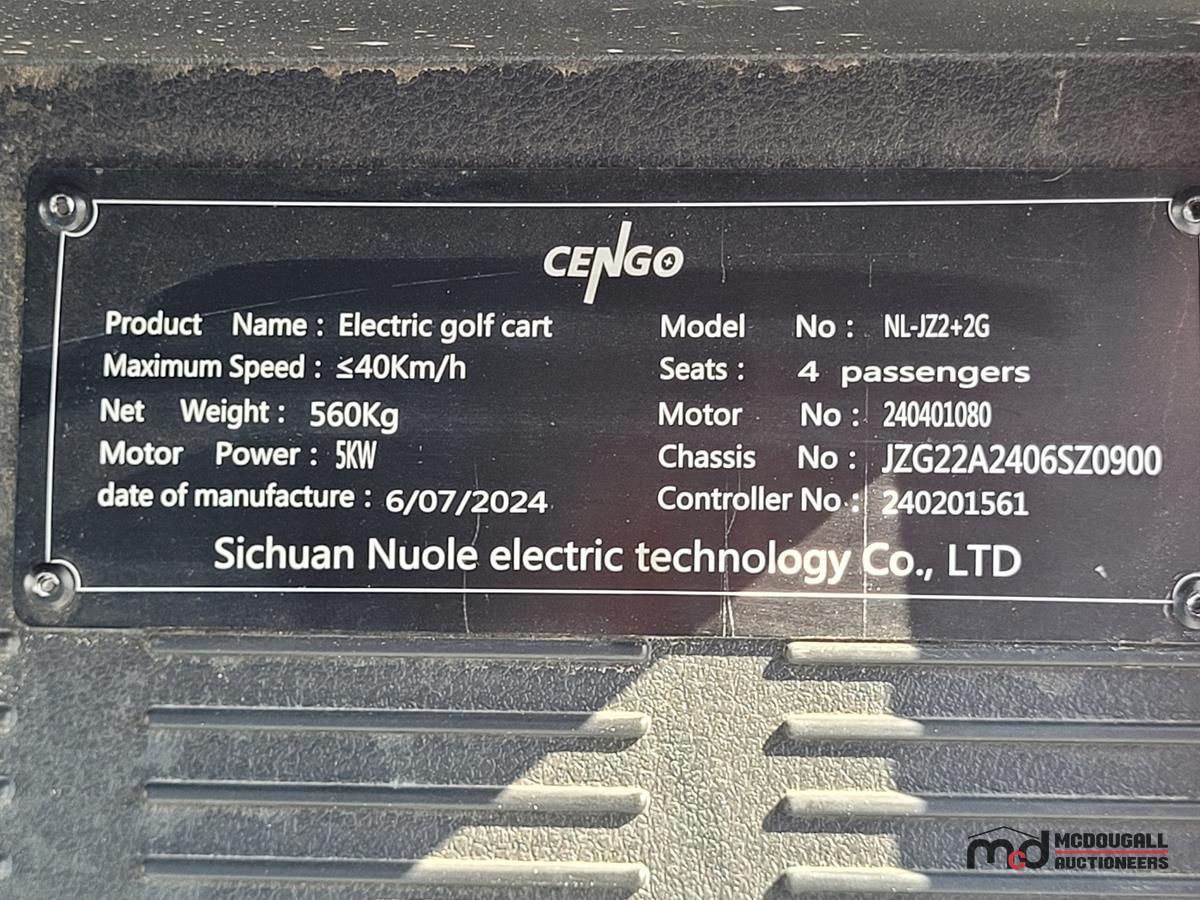 CENGO
Product Name : Electric golf cart Model No : NL-JZ2+2G
Maximum Speed : ≤40Km/h Seats : 4 passengers
Net Weight : 560Kg Motor No : 240401080
Motor Power : 5KW Chassis No : JZG22A2406SZ0900
date of manufacture : 6/07/2024 Controller No : 240201561
Sichuan Nuole electric technology Co., LTD
mcd MCDOUGALL
AUCTIONEERS